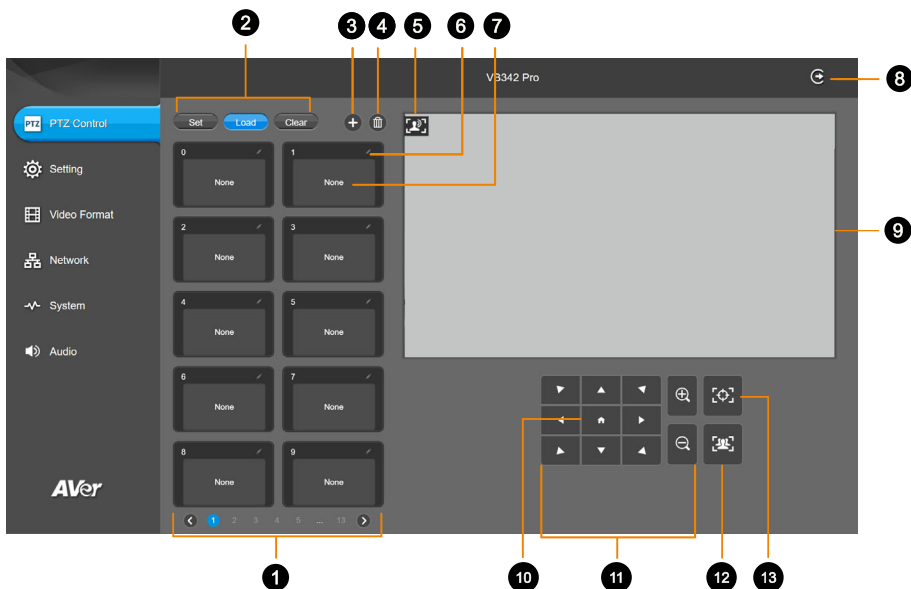 2 3 4 5 6 7
VB342 Pro 8
PTZ PTZ Control
Set Load Clear
0 1
Setting
None None
Video Format
2 3
9
Network
None None
System
4 5
Audio
None None
6 7
None None
10
8 9
AVer
None None
1 2 3 4 5 ... 13
1 10 11 12 13